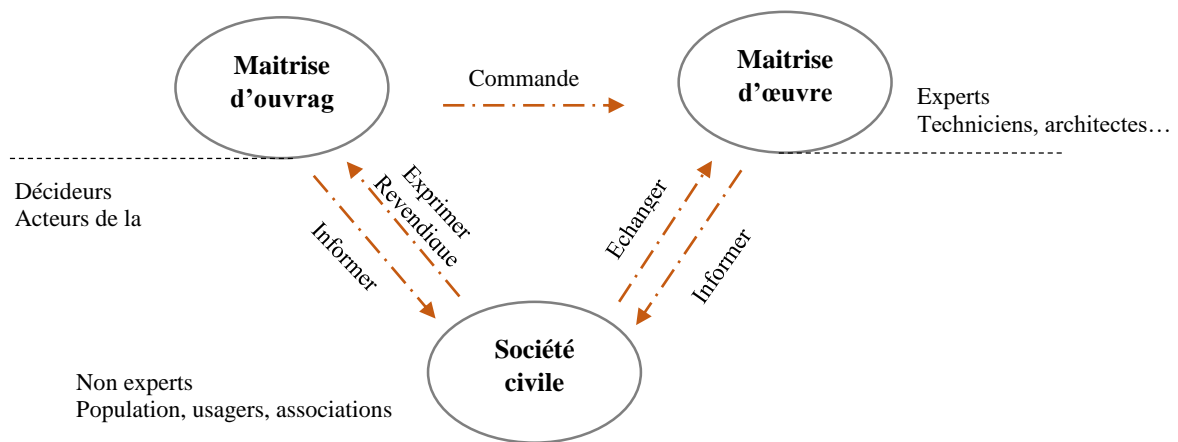 Maitrise
d'ouvrag
Commande
Maitrise
d'œuvre
Experts
Techniciens, architectes…
Décideurs
Acteurs de la
Informer
Exprimer
Revendique
Echanger
Informer
Société
civile
Non experts
Population, usagers, associations